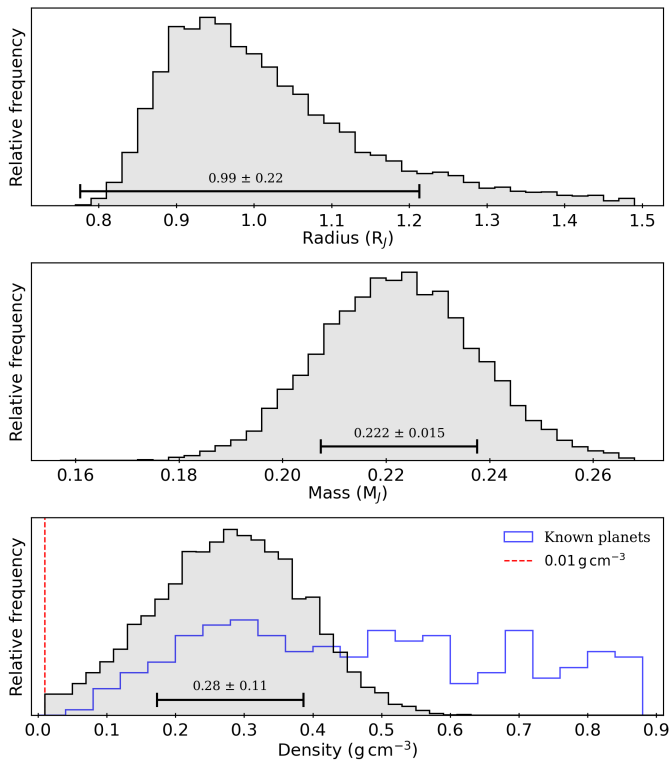 Relative frequency
0.99 ± 0.22
0.8 0.9 1.0 1.1 1.2 1.3 1.4 1.5
Radius (R_J)
Relative frequency
0.222 ± 0.015
0.16 0.18 0.20 0.22 0.24 0.26
Mass (M_J)
Relative frequency
Known planets
0.01 g cm⁻³
0.28 ± 0.11
0.0 0.1 0.2 0.3 0.4 0.5 0.6 0.7 0.8 0.9
Density (g cm⁻³)